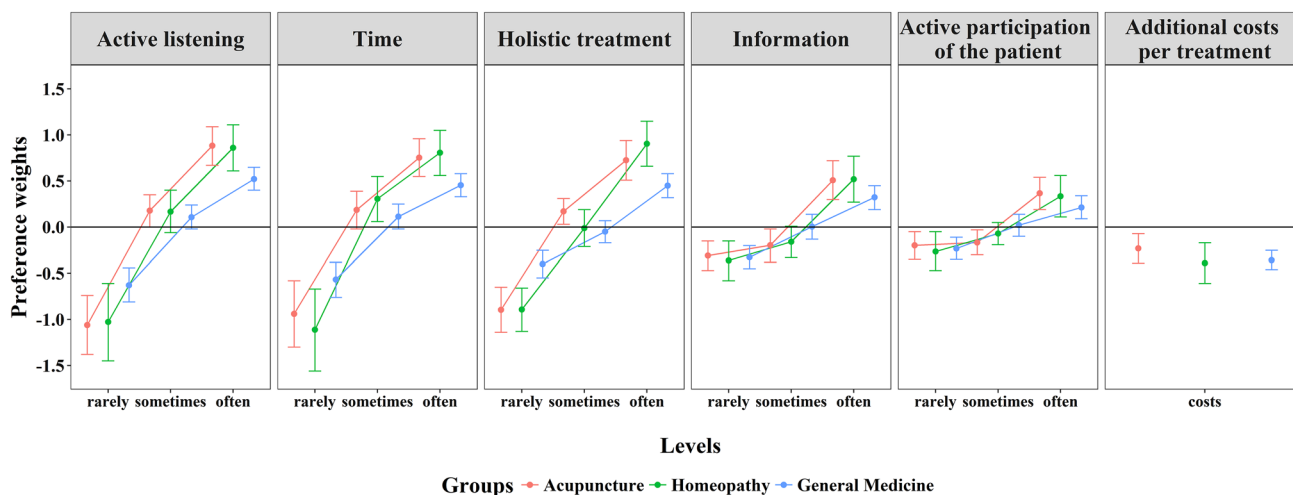 Active listening
Time
Holistic treatment
Information
Active participation
of the patient
Additional costs
per treatment
Preference weights
1.5
1.0
0.5
0.0
-0.5
-1.0
-1.5
rarely sometimes often
rarely sometimes often
rarely sometimes often
rarely sometimes often
rarely sometimes often
costs
Levels
Groups Acupuncture Homeopathy General Medicine